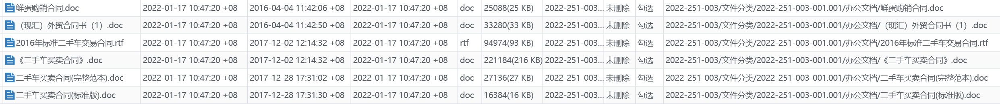 鲜蛋购销合同.doc 2022-01-17 10:47:20 +08 2016-04-04 11:42:06 +08 2022-01-17 10:47:20 +08 doc 25088(25 KB) 2022-251-003... 未删除 勾选 2022-251-003/文件分类/2022-251-003-001.001/办公文档/鲜蛋购销合同.doc
（现汇）外贸合同书（1）.doc 2022-01-17 10:47:20 +08 2016-04-04 11:42:50 +08 2022-01-17 10:47:20 +08 doc 33280(33 KB) 2022-251-003... 未删除 勾选 2022-251-003/文件分类/2022-251-003-001.001/办公文档/（现汇）外贸合同书（1）.doc
2016年标准二手车交易合同.rtf 2022-01-17 10:47:20 +08 2017-12-02 12:14:32 +08 2022-01-17 10:47:20 +08 rtf 94974(93 KB) 2022-251-003... 未删除 勾选 2022-251-003/文件分类/2022-251-003-001.001/办公文档/2016年标准二手车交易合同.rtf
《二手车买卖合同》.doc 2022-01-17 10:47:20 +08 2017-12-02 12:14:32 +08 2022-01-17 10:47:20 +08 doc 221184(216 KB) 2022-251-003... 未删除 勾选 2022-251-003/文件分类/2022-251-003-001.001/办公文档/《二手车买卖合同》.doc
二手车买卖合同(完整范本).doc 2022-01-17 10:47:20 +08 2017-12-28 17:31:02 +08 2022-01-17 10:47:20 +08 doc 27136(27 KB) 2022-251-003... 未删除 勾选 2022-251-003/文件分类/2022-251-003-001.001/办公文档/二手车买卖合同(完整范本).doc
二手车买卖合同(标准版).doc 2022-01-17 10:47:20 +08 2017-12-28 17:31:30 +08 2022-01-17 10:47:20 +08 doc 16384(16 KB) 2022-251-003... 未删除 勾选 2022-251-003/文件分类/2022-251-003-001.001/办公文档/二手车买卖合同(标准版).doc